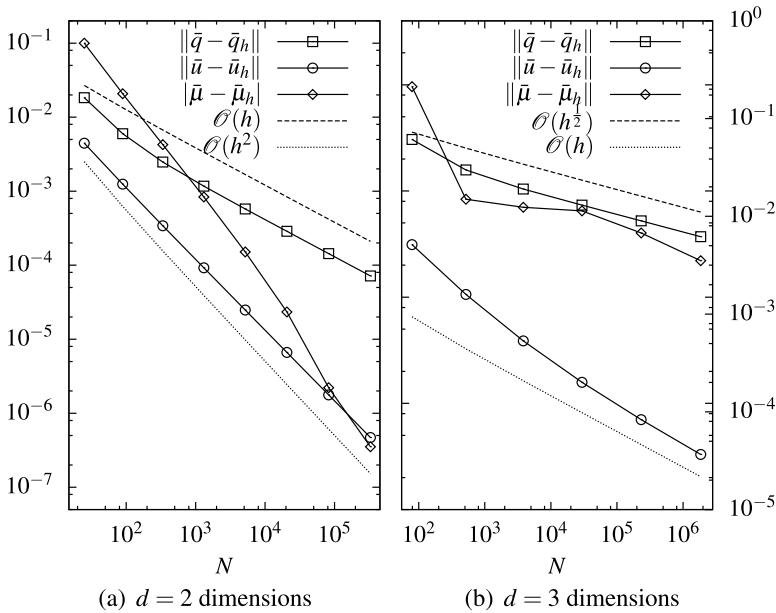 10^{-1}
10^{-2}
10^{-3}
10^{-4}
10^{-5}
10^{-6}
10^{-7}
||q̄ − q̄_h||
||ū − ū_h||
|μ̄ − μ̄_h|
𝒪(h)
𝒪(h^2)
10^2 10^3 10^4 10^5
N
(a) d = 2 dimensions
||q̄ − q̄_h||
||ū − ū_h||
||μ̄ − μ̄_h||
𝒪(h^{1/2})
𝒪(h)
10^0
10^{-1}
10^{-2}
10^{-3}
10^{-4}
10^{-5}
10^2 10^3 10^4 10^5 10^6
N
(b) d = 3 dimensions